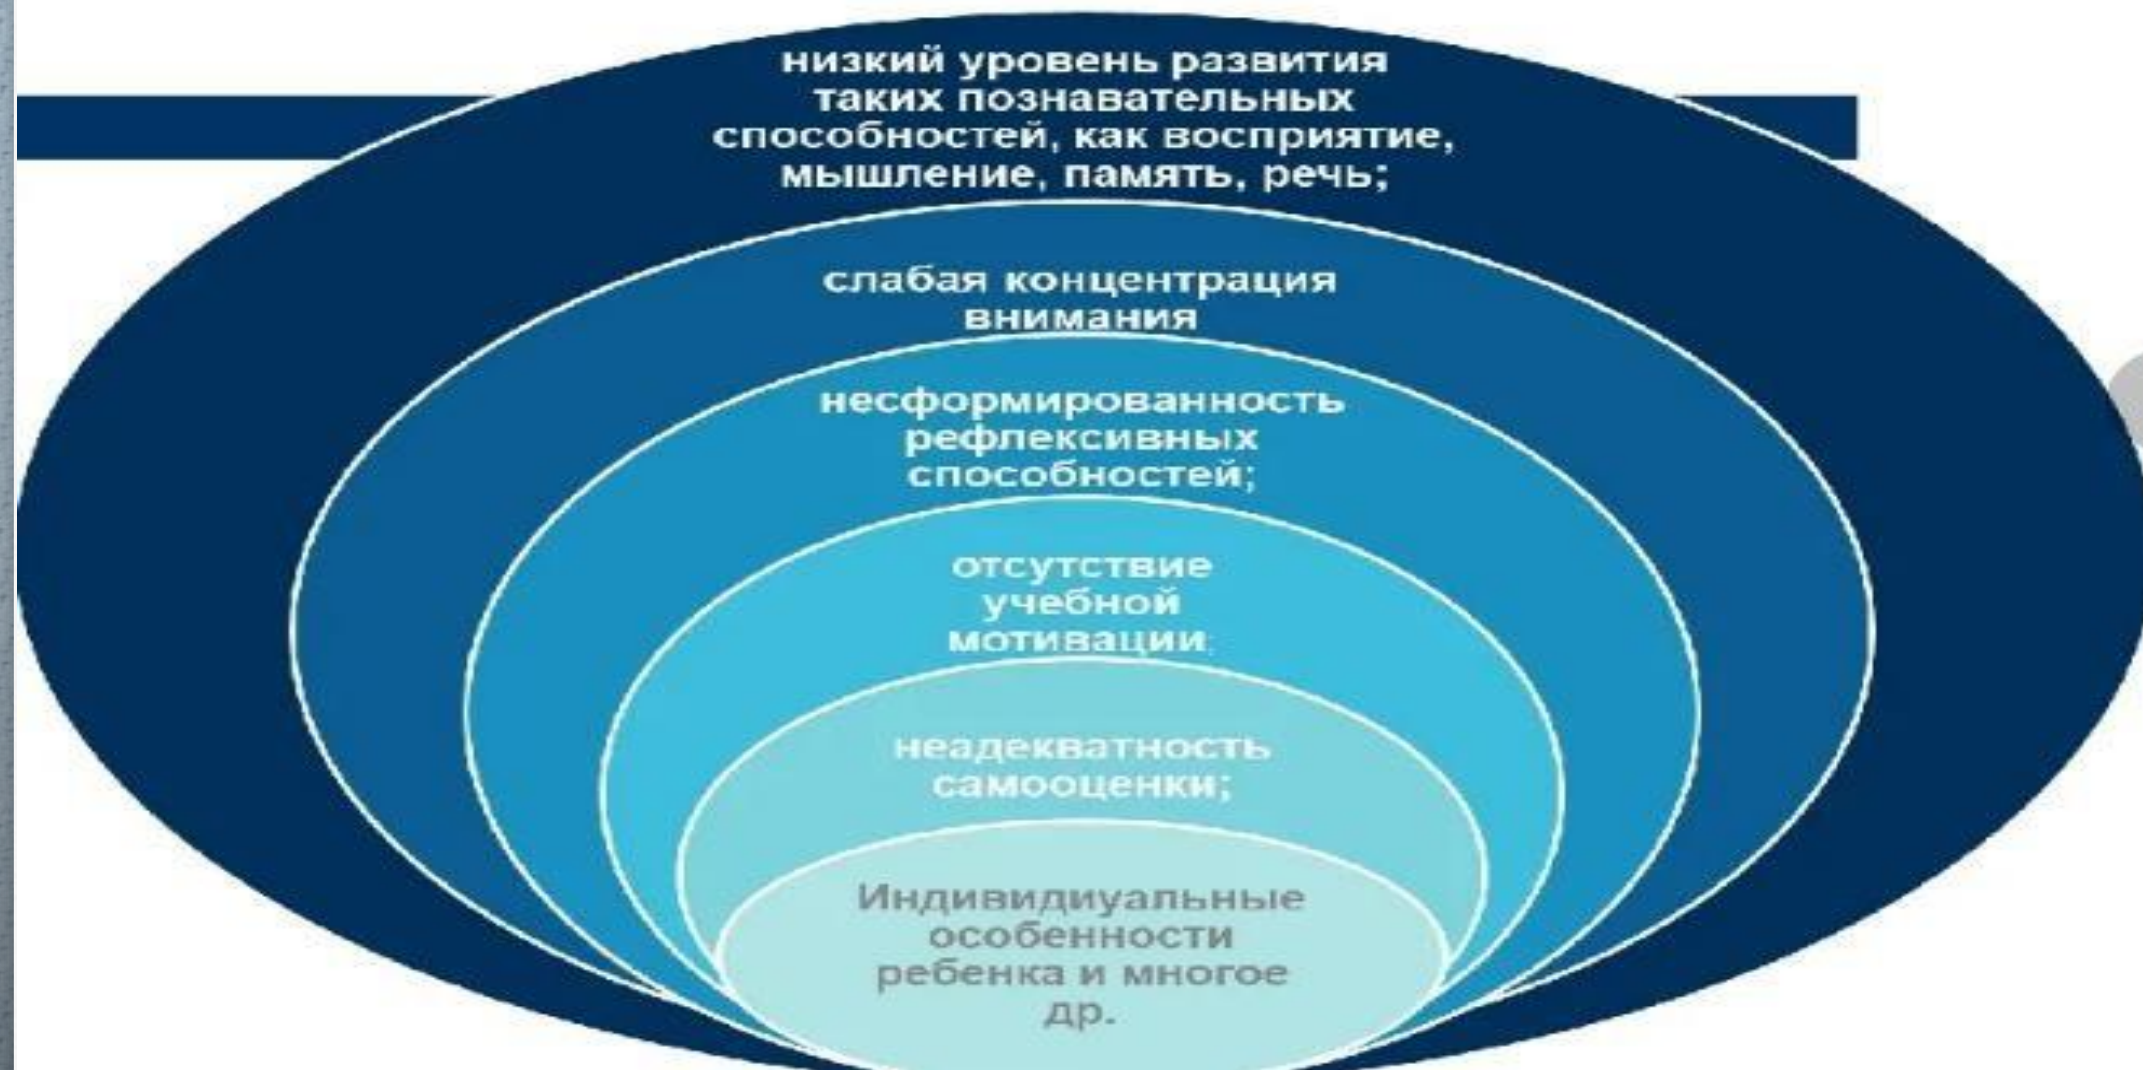 низкий уровень развития
таких познавательных
способностей, как восприятие,
мышление, память, речь;
слабая концентрация
внимания
несформированность
рефлексивных
способностей;
отсутствие
учебной
мотивации;
неадекватность
самооценки;
Индивидиуальные
особенности
ребенка и многое
др.